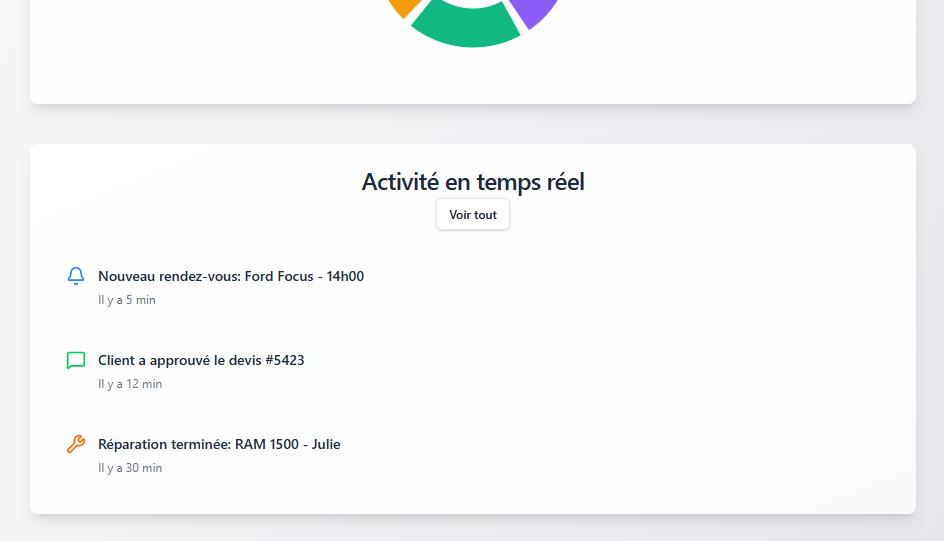 Activité en temps réel
Voir tout
Nouveau rendez-vous: Ford Focus - 14h00
Il y a 5 min
Client a approuvé le devis #5423
Il y a 12 min
Réparation terminée: RAM 1500 - Julie
Il y a 30 min